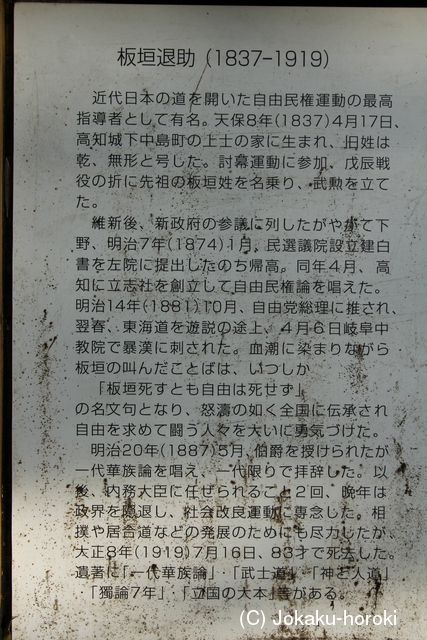 板垣退助（1837−1919）
近代日本の道を開いた自由民権運動の最高
指導者として有名。天保8年(1837)4月17日、
高知城下中島町の上士の家に生まれ、旧姓は
乾、無形と号した。討幕運動に参加、戊辰戦
役の折に先祖の板垣姓を名乗り、武勲を立て
た。
維新後、新政府の参議に列したがやがて下
野、明治7年(1874)1月、民選議院設立建白
書を左院に提出したのち帰高。同年4月、高
知に立志社を創立して自由民権論を唱えた。
明治14年(1881)10月、自由党総理に推され、
翌春、東海道を遊説の途上、4月6日岐阜中
教院で暴漢に刺された。血潮に染まりながら
板垣の叫んだことばは、いつしか
「板垣死すとも自由は死せず」
の名文句となり、怒濤の如く全国に伝承され
自由を求めて闘う人々を大いに勇気づけた。
明治20年(1887)5月、伯爵を授けられたが
一代華族論を唱え、一代限りで拝辞した。以
後、内務大臣に任ぜられること2回、晩年は
政界を隠退し、社会改良運動に専念した。相
撲や居合道などの発展のためにも尽力したが、
大正8年(1919)7月16日、83才で死去した。
遺著に「一代華族論」・「武士道」・「神と人道」
・「獨論7年」・「立国の大本」等がある。
(C) Jokaku-horoki